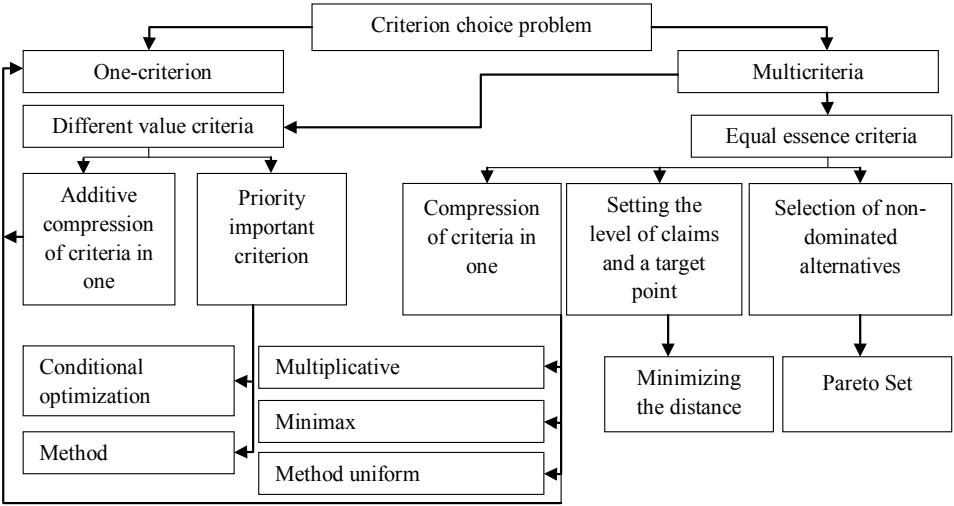 Criterion choice problem
One-criterion
Multicriteria
Different value criteria
Equal essence criteria
Additive
compression
of criteria in
one
Priority
important
criterion
Compression
of criteria in
one
Setting the
level of claims
and a target
point
Selection of non-
dominated
alternatives
Conditional
optimization
Multiplicative
Minimizing
the distance
Pareto Set
Minimax
Method
Method uniform